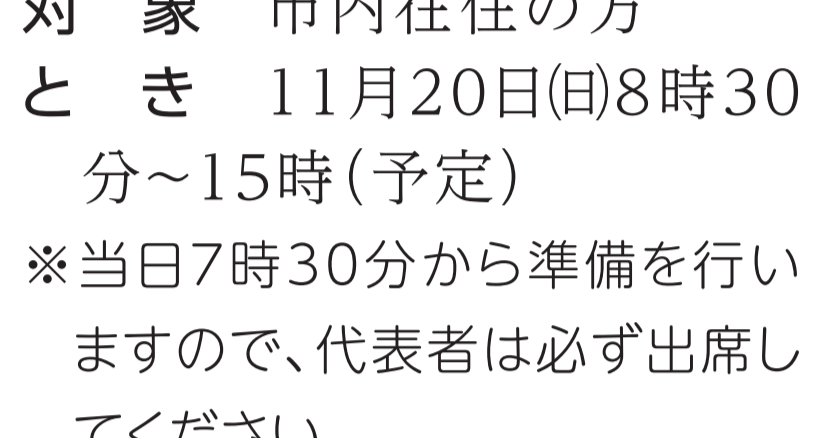 対　象　市内在住の方
と　き　11月20日㈰8時30
分～15時(予定)
※当日7時30分から準備を行い
ますので、代表者は必ず出席し
てください